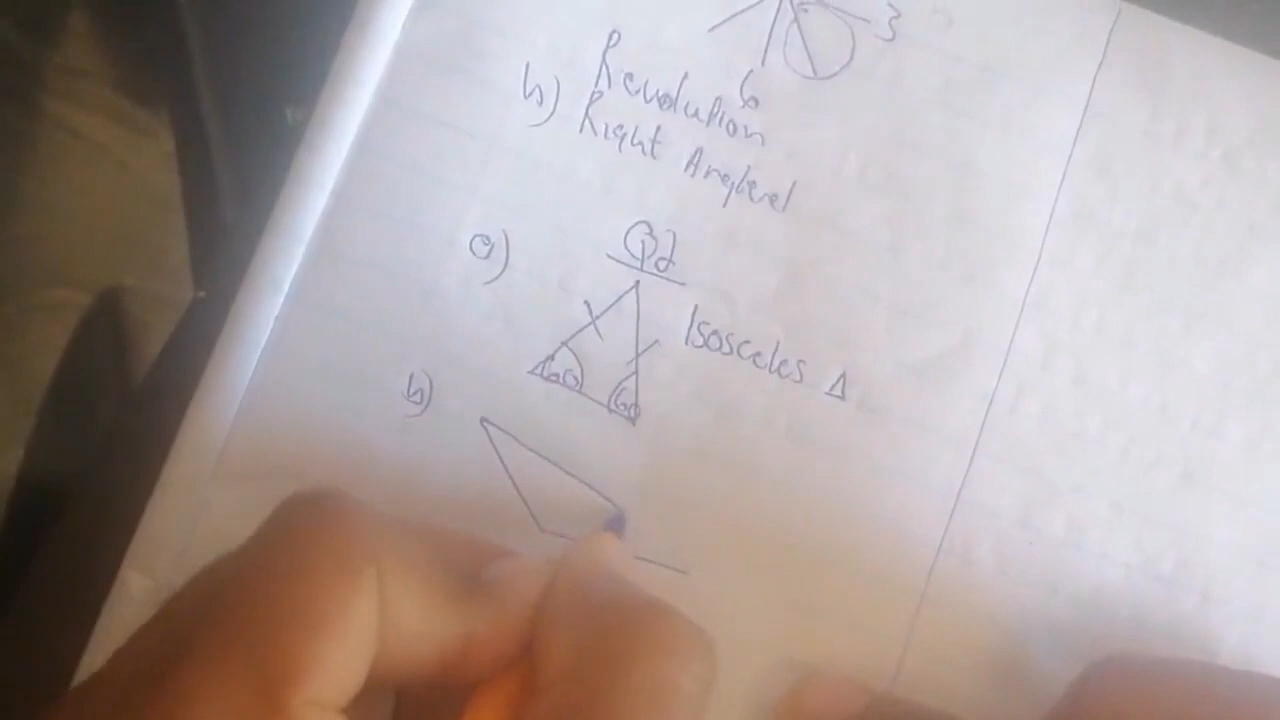 3
6
Revolution
b) Right Angled
Q2
a)
60 60
Isosceles Δ
b)